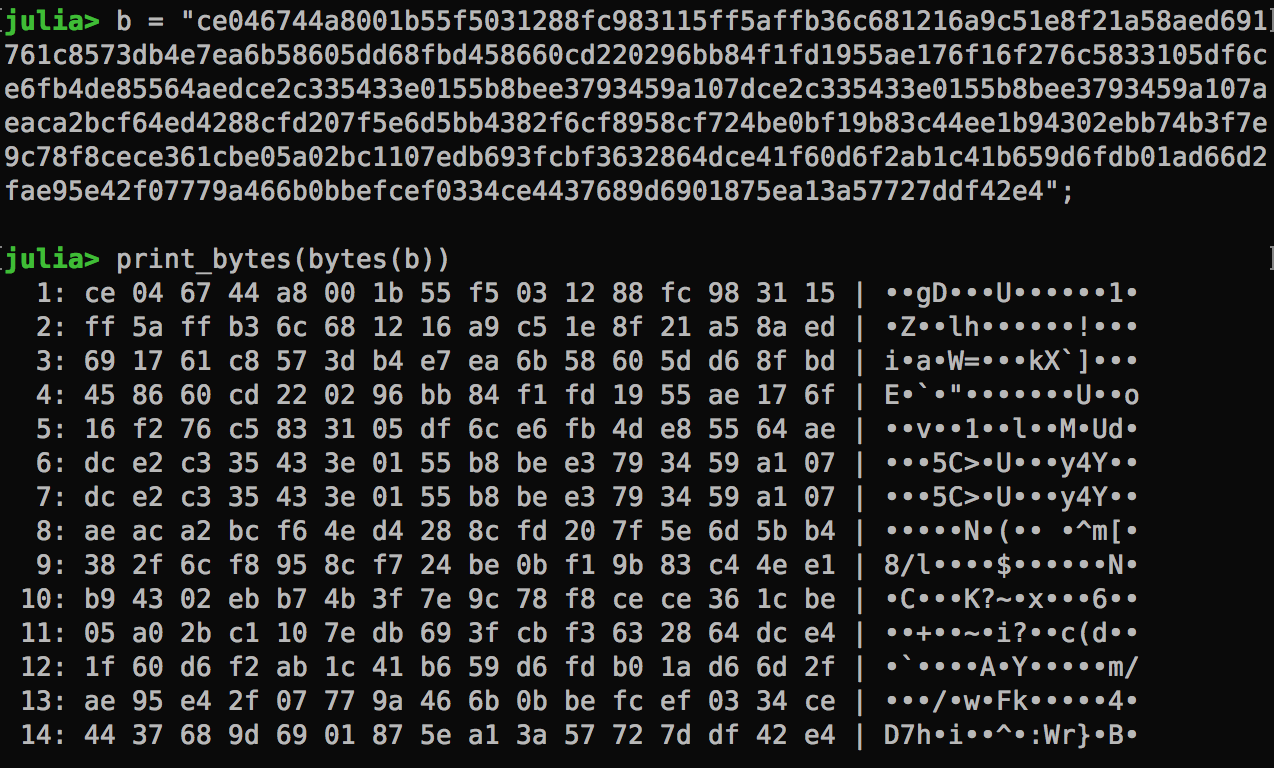 julia> b = "ce046744a8001b55f5031288fc983115ff5affb36c681216a9c51e8f21a58aed691
761c8573db4e7ea6b58605dd68fbd458660cd220296bb84f1fd1955ae176f16f276c5833105df6c
e6fb4de85564aedce2c335433e0155b8bee3793459a107dce2c335433e0155b8bee3793459a107a
eaca2bcf64ed4288cfd207f5e6d5bb4382f6cf8958cf724be0bf19b83c44ee1b94302ebb74b3f7e
9c78f8cece361cbe05a02bc1107edb693fcbf3632864dce41f60d6f2ab1c41b659d6fdb01ad66d2
fae95e42f07779a466b0bbefcef0334ce4437689d6901875ea13a57727ddf42e4";
julia> print_bytes(bytes(b))
1: ce 04 67 44 a8 00 1b 55 f5 03 12 88 fc 98 31 15 | ••gD•••U••••••1•
2: ff 5a ff b3 6c 68 12 16 a9 c5 1e 8f 21 a5 8a ed | •Z••lh••••••!•••
3: 69 17 61 c8 57 3d b4 e7 ea 6b 58 60 5d d6 8f bd | i•a•W=•••kX`]•••
4: 45 86 60 cd 22 02 96 bb 84 f1 fd 19 55 ae 17 6f | E•`•"•••••••U••o
5: 16 f2 76 c5 83 31 05 df 6c e6 fb 4d e8 55 64 ae | ••v••1••l••M•Ud•
6: dc e2 c3 35 43 3e 01 55 b8 be e3 79 34 59 a1 07 | •••5C>•U•••y4Y••
7: dc e2 c3 35 43 3e 01 55 b8 be e3 79 34 59 a1 07 | •••5C>•U•••y4Y••
8: ae ac a2 bc f6 4e d4 28 8c fd 20 7f 5e 6d 5b b4 | •••••N•(•• •^m[•
9: 38 2f 6c f8 95 8c f7 24 be 0b f1 9b 83 c4 4e e1 | 8/l••••$••••••N•
10: b9 43 02 eb b7 4b 3f 7e 9c 78 f8 ce ce 36 1c be | •C•••K?~•x•••6••
11: 05 a0 2b c1 10 7e db 69 3f cb f3 63 28 64 dc e4 | ••+••~•i?••c(d••
12: 1f 60 d6 f2 ab 1c 41 b6 59 d6 fd b0 1a d6 6d 2f | •`••••A•Y•••••m/
13: ae 95 e4 2f 07 77 9a 46 6b 0b be fc ef 03 34 ce | •••/•w•Fk•••••4•
14: 44 37 68 9d 69 01 87 5e a1 3a 57 72 7d df 42 e4 | D7h•i••^•:Wr}•B•